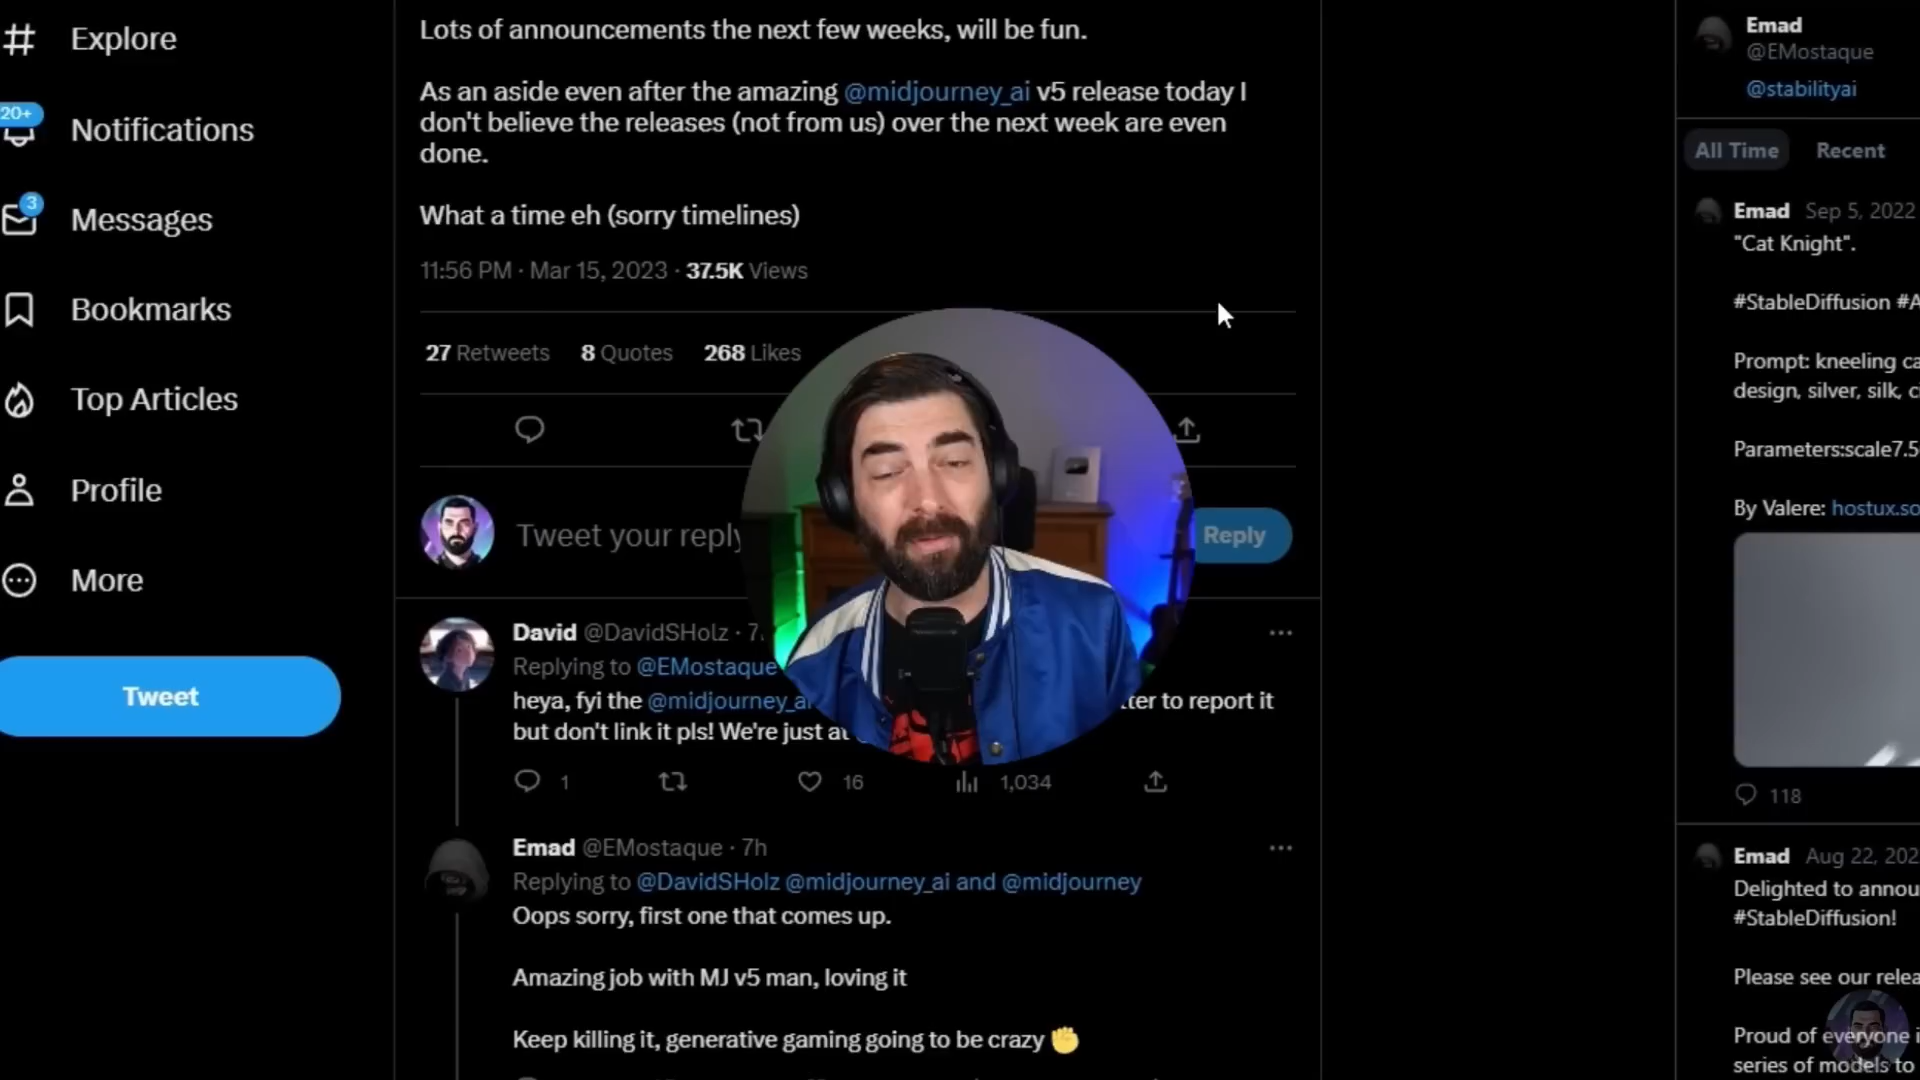 Explore
20+
Notifications
3
Messages
Bookmarks
Top Articles
Profile
More
Tweet
Lots of announcements the next few weeks, will be fun.
As an aside even after the amazing @midjourney_ai v5 release today I
don't believe the releases (not from us) over the next week are even
done.
What a time eh (sorry timelines)
11:56 PM · Mar 15, 2023 · 37.5K Views
27 Retweets 8 Quotes 268 Likes
Tweet your reply
Reply
David @DavidSHolz · 7
Replying to @EMostaque
heya, fyi the @midjourney_ai to report it
but don't link it pls! We're just at
1 16 1,034
Emad @EMostaque · 7h
Replying to @DavidSHolz @midjourney_ai and @midjourney
Oops sorry, first one that comes up.
Amazing job with MJ v5 man, loving it
Keep killing it, generative gaming going to be crazy ✊
Emad
@EMostaque
@stabilityai
All Time Recent
Emad Sep 5, 2022
"Cat Knight".
#StableDiffusion #A
Prompt: kneeling ca
design, silver, silk, c
Parameters:scale7.5
By Valere: hostux.so
118
Emad Aug 22, 202
Delighted to annou
#StableDiffusion!
Please see our relea
Proud of everyone i
series of models to